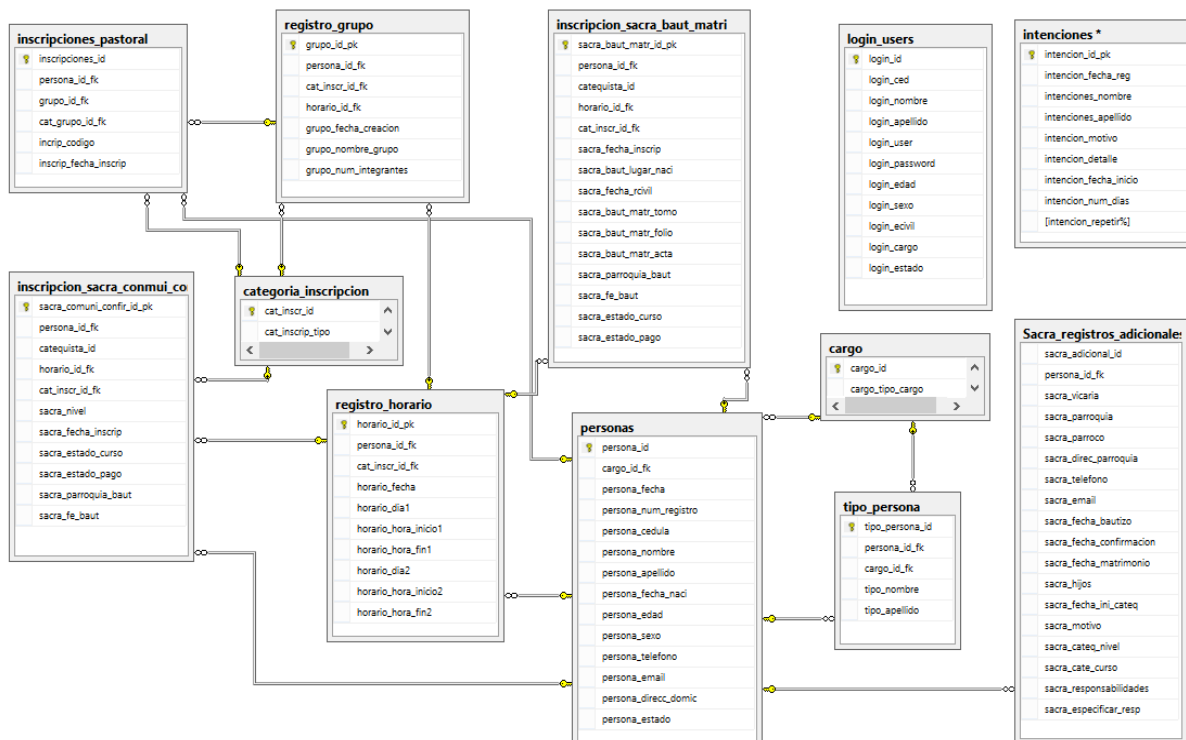 inscripciones_pastoral
inscripciones_id
persona_id_fk
grupo_id_fk
cat_grupo_id_fk
incrip_codigo
inscrip_fecha_inscrip
registro_grupo
grupo_id_pk
persona_id_fk
cat_incr_id_fk
horario_id_fk
grupo_fecha_creacion
grupo_nombre_grupo
grupo_num_integrantes
inscripcion_sacra_baut_matri
sacra_baut_matr_id_pk
persona_id_fk
catequista_id
horario_id_fk
cat_incr_id_fk
sacra_fecha_inscrip
sacra_baut_lugar_naci
sacra_fecha_rcivil
sacra_baut_matr_tomo
sacra_baut_matr_folio
sacra_baut_matr_acta
sacra_parroquia_baut
sacra_fe_baut
sacra_estado_curso
sacra_estado_pago
login_users
login_id
login_ced
login_nombre
login_apellido
login_user
login_password
login_edad
login_sexo
login_ecivil
login_cargo
login_estado
intenciones *
intencion_id_pk
intencion_fecha_reg
intenciones_nombre
intenciones_apellido
intencion_motivo
intencion_detalle
intencion_fecha_inicio
intencion_num_dias
[intencion_repetir%]
inscripcion_sacra_conmui_co
sacra_comuni_confir_id_pk
persona_id_fk
catequista_id
horario_id_fk
cat_inscr_id_fk
sacra_nivel
sacra_fecha_inscrip
sacra_estado_curso
sacra_estado_pago
sacra_parroquia_baut
sacra_fe_baut
categoria_inscripcion
cat_inscr_id
cat_inscrip_tipo
registro_horario
horario_id_pk
persona_id_fk
cat_inscr_id_fk
horario_fecha
horario_dia1
horario_hora_inicio1
horario_hora_fin1
horario_dia2
horario_hora_inicio2
horario_hora_fin2
personas
persona_id
cargo_id_fk
persona_fecha
persona_num_registro
persona_cedula
persona_nombre
persona_apellido
persona_fecha_naci
persona_edad
persona_sexo
persona_telefono
persona_email
persona_direcc_domic
persona_estado
cargo
cargo_id
cargo_tipo_cargo
tipo_persona
tipo_persona_id
persona_id_fk
cargo_id_fk
tipo_nombre
tipo_apellido
Sacra_registros_adicionales
sacra_adicional_id
persona_id_fk
sacra_vicaria
sacra_parroquia
sacra_parroco
sacra_direc_parroquia
sacra_telefono
sacra_email
sacra_fecha_bautizo
sacra_fecha_confirmacion
sacra_fecha_matrimonio
sacra_hijos
sacra_fecha_ini_cateq
sacra_motivo
sacra_cateq_nivel
sacra_cate_curso
sacra_responsabilidades
sacra_especificar_resp